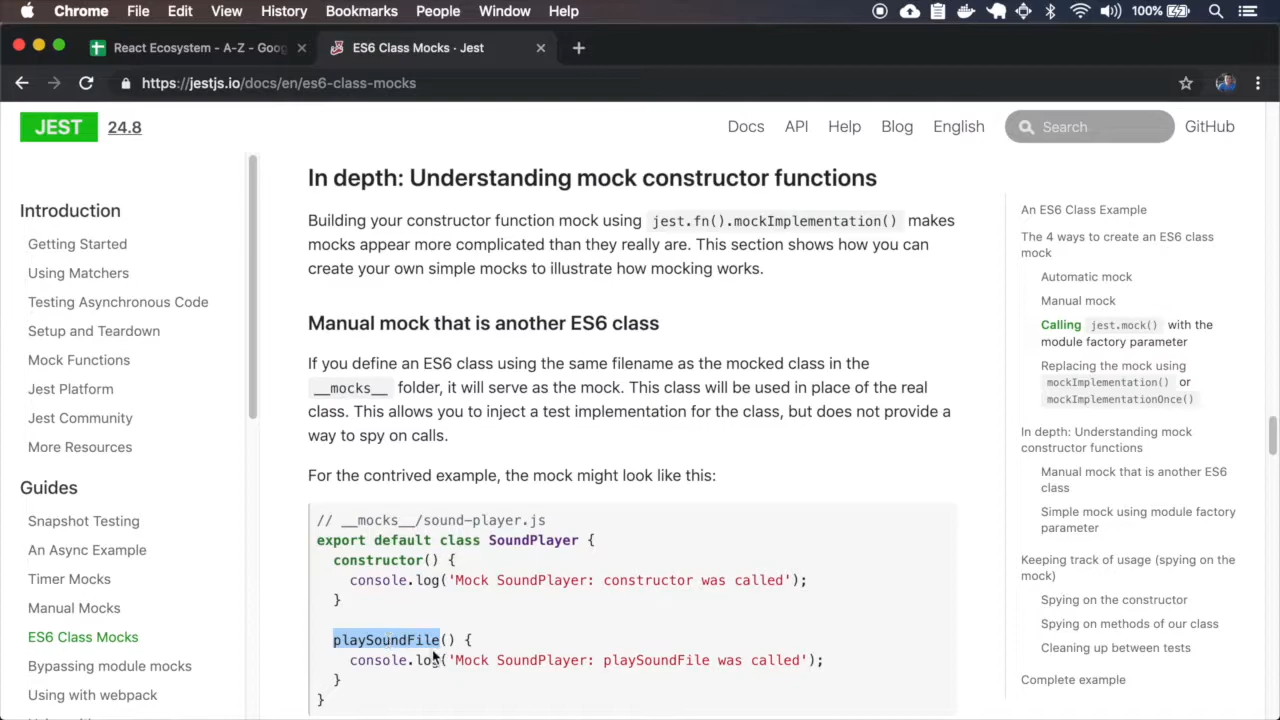 Chrome File Edit View History Bookmarks People Window Help 100%
React Ecosystem - A-Z - Goog
ES6 Class Mocks · Jest
https://jestjs.io/docs/en/es6-class-mocks
JEST 24.8
Docs API Help Blog English Search GitHub
Introduction
Getting Started
Using Matchers
Testing Asynchronous Code
Setup and Teardown
Mock Functions
Jest Platform
Jest Community
More Resources
Guides
Snapshot Testing
An Async Example
Timer Mocks
Manual Mocks
ES6 Class Mocks
Bypassing module mocks
Using with webpack
In depth: Understanding mock constructor functions
Building your constructor function mock using jest.fn().mockImplementation() makes
mocks appear more complicated than they really are. This section shows how you can
create your own simple mocks to illustrate how mocking works.
Manual mock that is another ES6 class
If you define an ES6 class using the same filename as the mocked class in the
__mocks__ folder, it will serve as the mock. This class will be used in place of the real
class. This allows you to inject a test implementation for the class, but does not provide a
way to spy on calls.
For the contrived example, the mock might look like this:
// __mocks__/sound-player.js
export default class SoundPlayer {
constructor() {
console.log('Mock SoundPlayer: constructor was called');
}
playSoundFile() {
console.log('Mock SoundPlayer: playSoundFile was called');
}
}
An ES6 Class Example
The 4 ways to create an ES6 class
mock
Automatic mock
Manual mock
Calling jest.mock() with the
module factory parameter
Replacing the mock using
mockImplementation() or
mockImplementationOnce()
In depth: Understanding mock
constructor functions
Manual mock that is another ES6
class
Simple mock using module factory
parameter
Keeping track of usage (spying on the
mock)
Spying on the constructor
Spying on methods of our class
Cleaning up between tests
Complete example